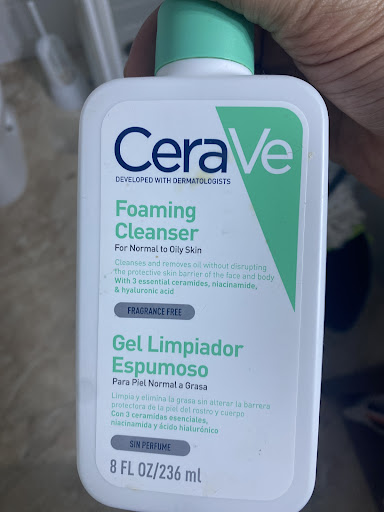 CeraVe
DEVELOPED WITH DERMATOLOGISTS
Foaming
Cleanser
For Normal to Oily Skin
Cleanses and removes oil without disrupting
the protective skin barrier of the face and body
With 3 essential ceramides, niacinamide,
& hyaluronic acid
FRAGRANCE FREE
Gel Limpiador
Espumoso
Para Piel Normal a Grasa
Limpia y elimina la grasa sin alterar la barrera
protectora de la piel del rostro y cuerpo
Con 3 ceramidas esenciales,
niacinamida y ácido hialurónico
SIN PERFUME
8 FL OZ/236 ml